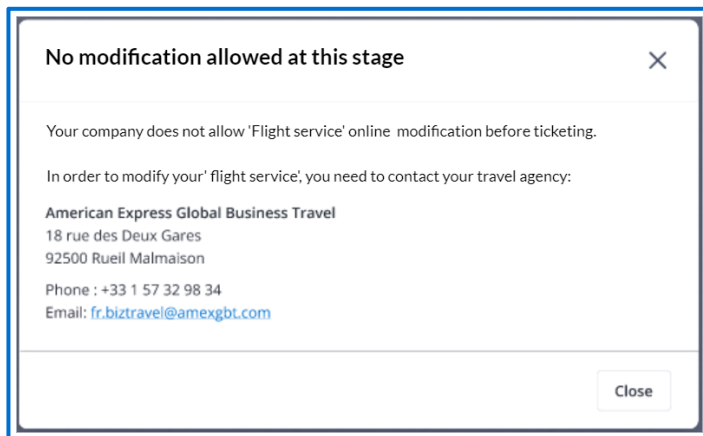 No modification allowed at this stage
Your company does not allow 'Flight service' online modification before ticketing.
In order to modify your' flight service', you need to contact your travel agency:
American Express Global Business Travel
18 rue des Deux Gares
92500 Rueil Malmaison
Phone : +33 1 57 32 98 34
Email: fr.biztravel@amexgbt.com
Close